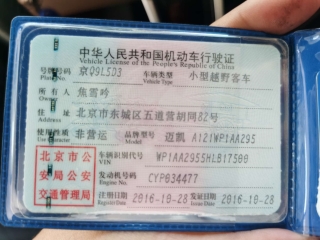 中华人民共和国机动车行驶证
Vehicle License of the People's Republic of China
号牌号码 京Q9LSD3 车辆类型 小型越野客车
Plate No. Vehicle Type
所有人 焦雪吟
Owner
住址 北京市东城区五道营胡同82号
Address
使用性质 非营运 品牌型号 迈凯 A121WP1AA295
Use Character Model
北京市公安局公安交通管理局
车辆识别代号 WP1AA295SHLB17500
VIN
发动机号码 CYP034477
Engine No.
注册日期 2016-10-28 发证日期 2016-10-28
Register Date Issue Date